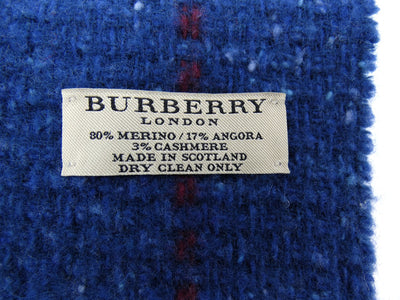 BURBERRY
LONDON
80% MERINO / 17% ANGORA
3% CASHMERE
MADE IN SCOTLAND
DRY CLEAN ONLY